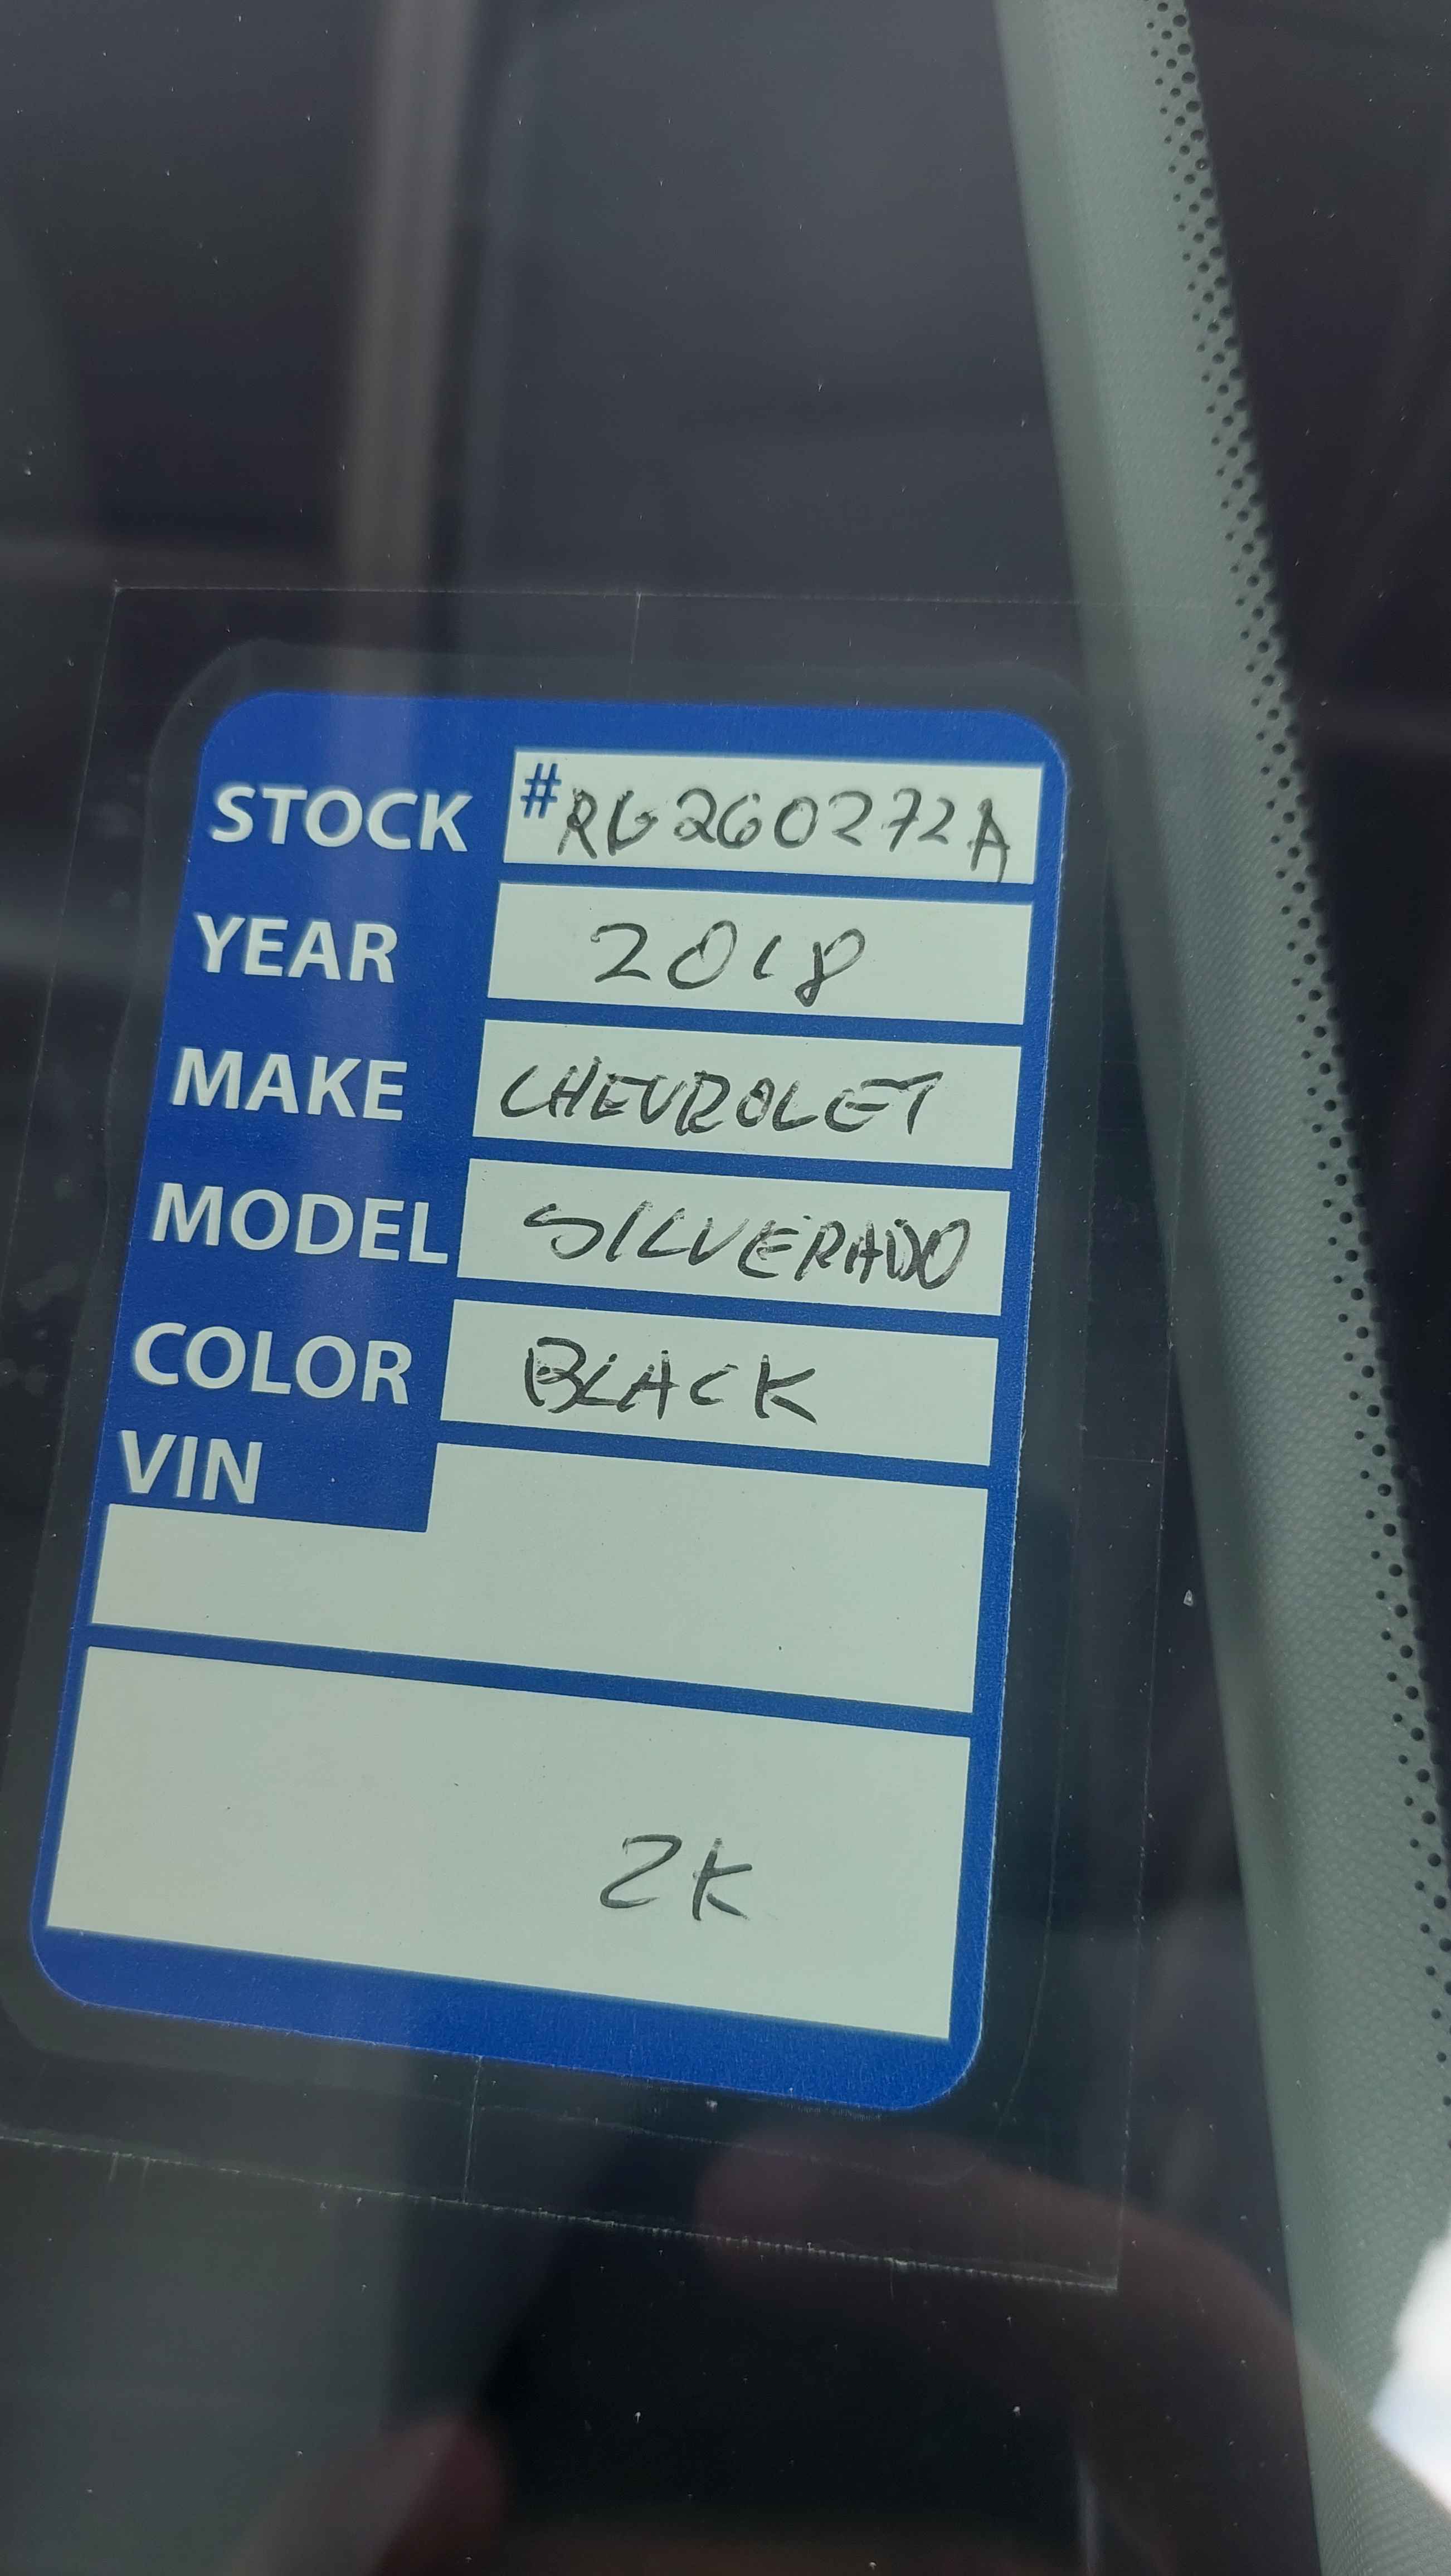 STOCK #RG260272A
YEAR 2018
MAKE CHEVROLET
MODEL SILVERADO
COLOR BLACK
VIN
2K